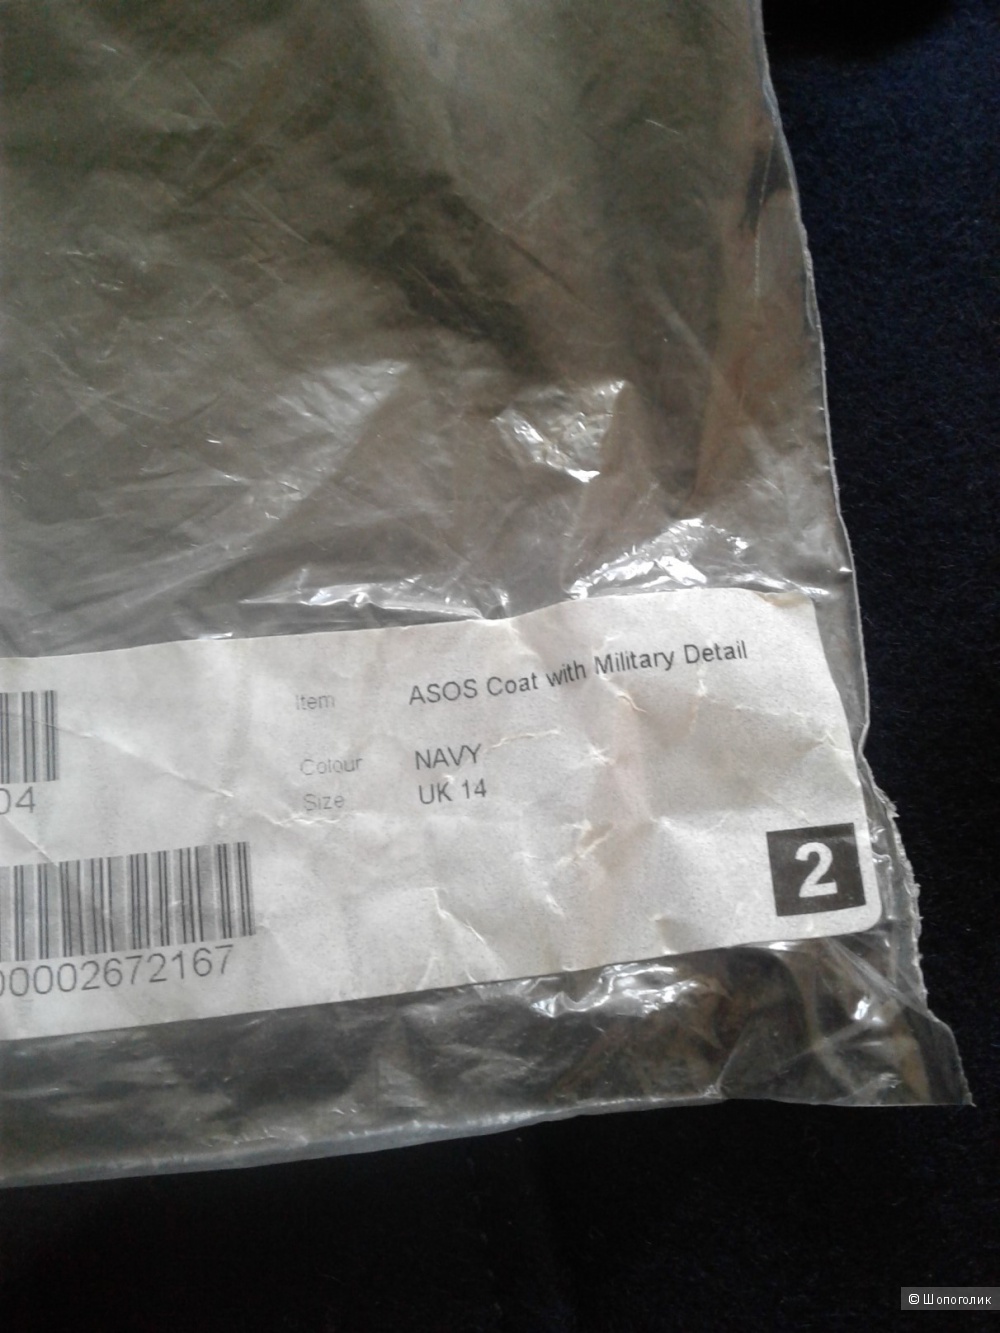 Item ASOS Coat with Military Detail
Colour NAVY
Size UK 14
04
2
00002672167
© Шопоголик